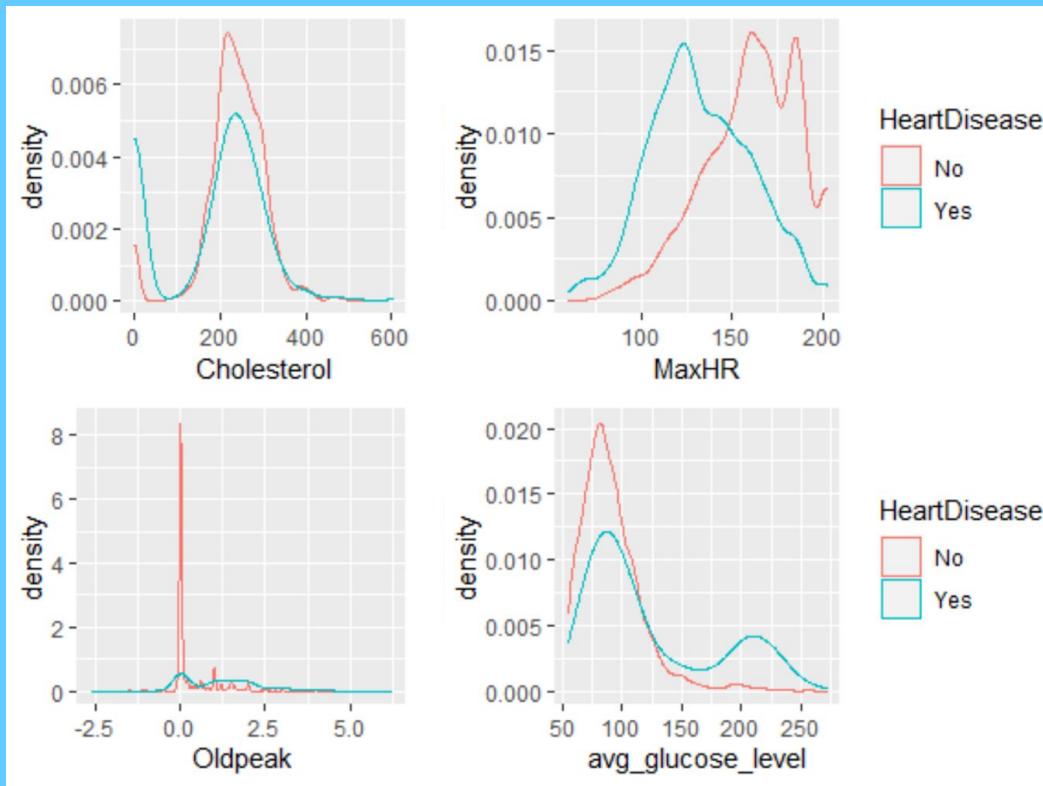 density
0.006
0.004
0.002
0.000
0 200 400 600
Cholesterol
density
0.015
0.010
0.005
0.000
100 150 200
MaxHR
HeartDisease
No
Yes
density
8
6
4
2
0
-2.5 0.0 2.5 5.0
Oldpeak
density
0.020
0.015
0.010
0.005
0.000
50 100 150 200 250
avg_glucose_level
HeartDisease
No
Yes